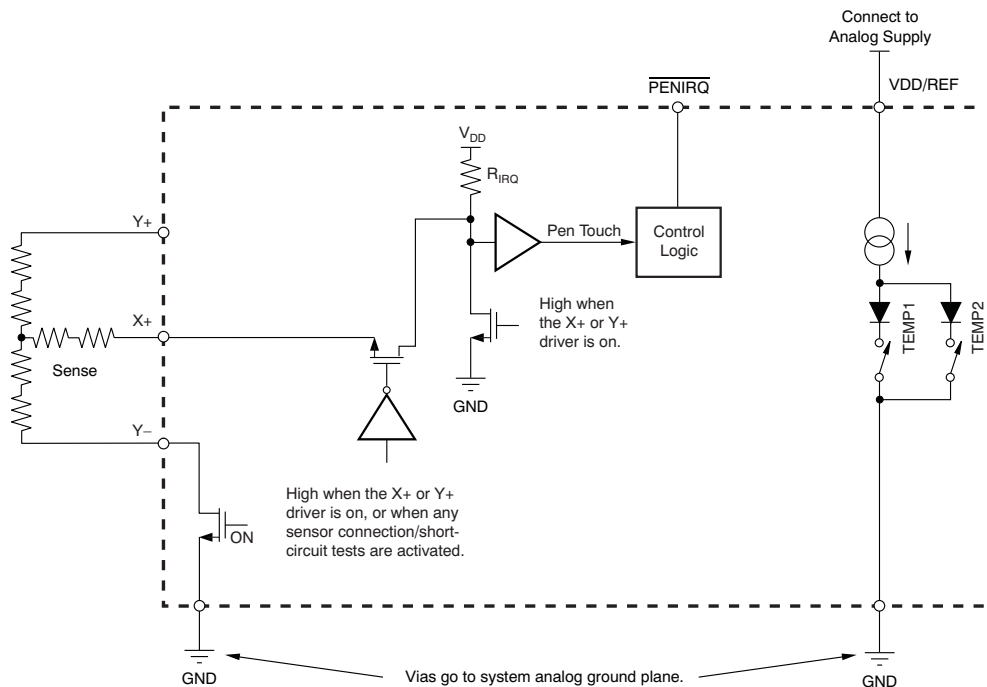 Connect to
Analog Supply
PENIRQ
VDD/REF
VDD
RIRQ
Y+
Pen Touch
Control
Logic
High when
the X+ or Y+
driver is on.
X+
TEMP1
TEMP2
Sense
GND
Y–
High when the X+ or Y+
driver is on, or when any
sensor connection/short-
circuit tests are activated.
ON
GND
Vias go to system analog ground plane.
GND